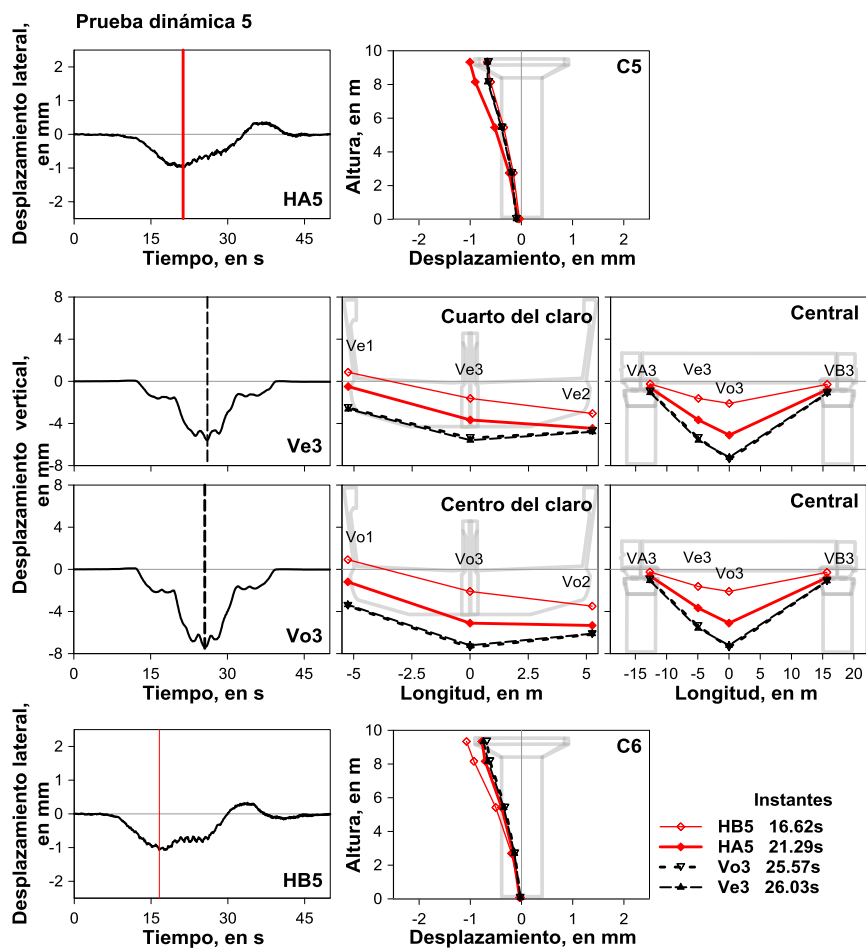 Prueba dinámica 5
Desplazamiento lateral,
en mm
2
1
0
-1
-2
HA5
0
15
30
45
Tiempo, en s
Altura, en m
10
8
6
4
2
0
C5
-2
-1
0
1
2
Desplazamiento, en mm
Desplazamiento vertical,
en mm
8
4
0
-4
-8
Ve3
Cuarto del claro
Ve1
Ve3
Ve2
Central
VA3
Ve3
Vo3
VB3
8
4
0
-4
-8
Vo3
0
15
30
45
Tiempo, en s
Centro del claro
Vo1
Vo3
Vo2
-5
-2.5
0
2.5
5
Longitud, en m
Central
VA3
Ve3
Vo3
VB3
-15
-10
-5
0
5
10
15
20
Longitud, en m
Desplazamiento lateral,
en mm
2
1
0
-1
-2
HB5
0
15
30
45
Tiempo, en s
Altura, en m
10
8
6
4
2
0
C6
-2
-1
0
1
2
Desplazamiento, en mm
Instantes
HB5 16.62s
HA5 21.29s
Vo3 25.57s
Ve3 26.03s